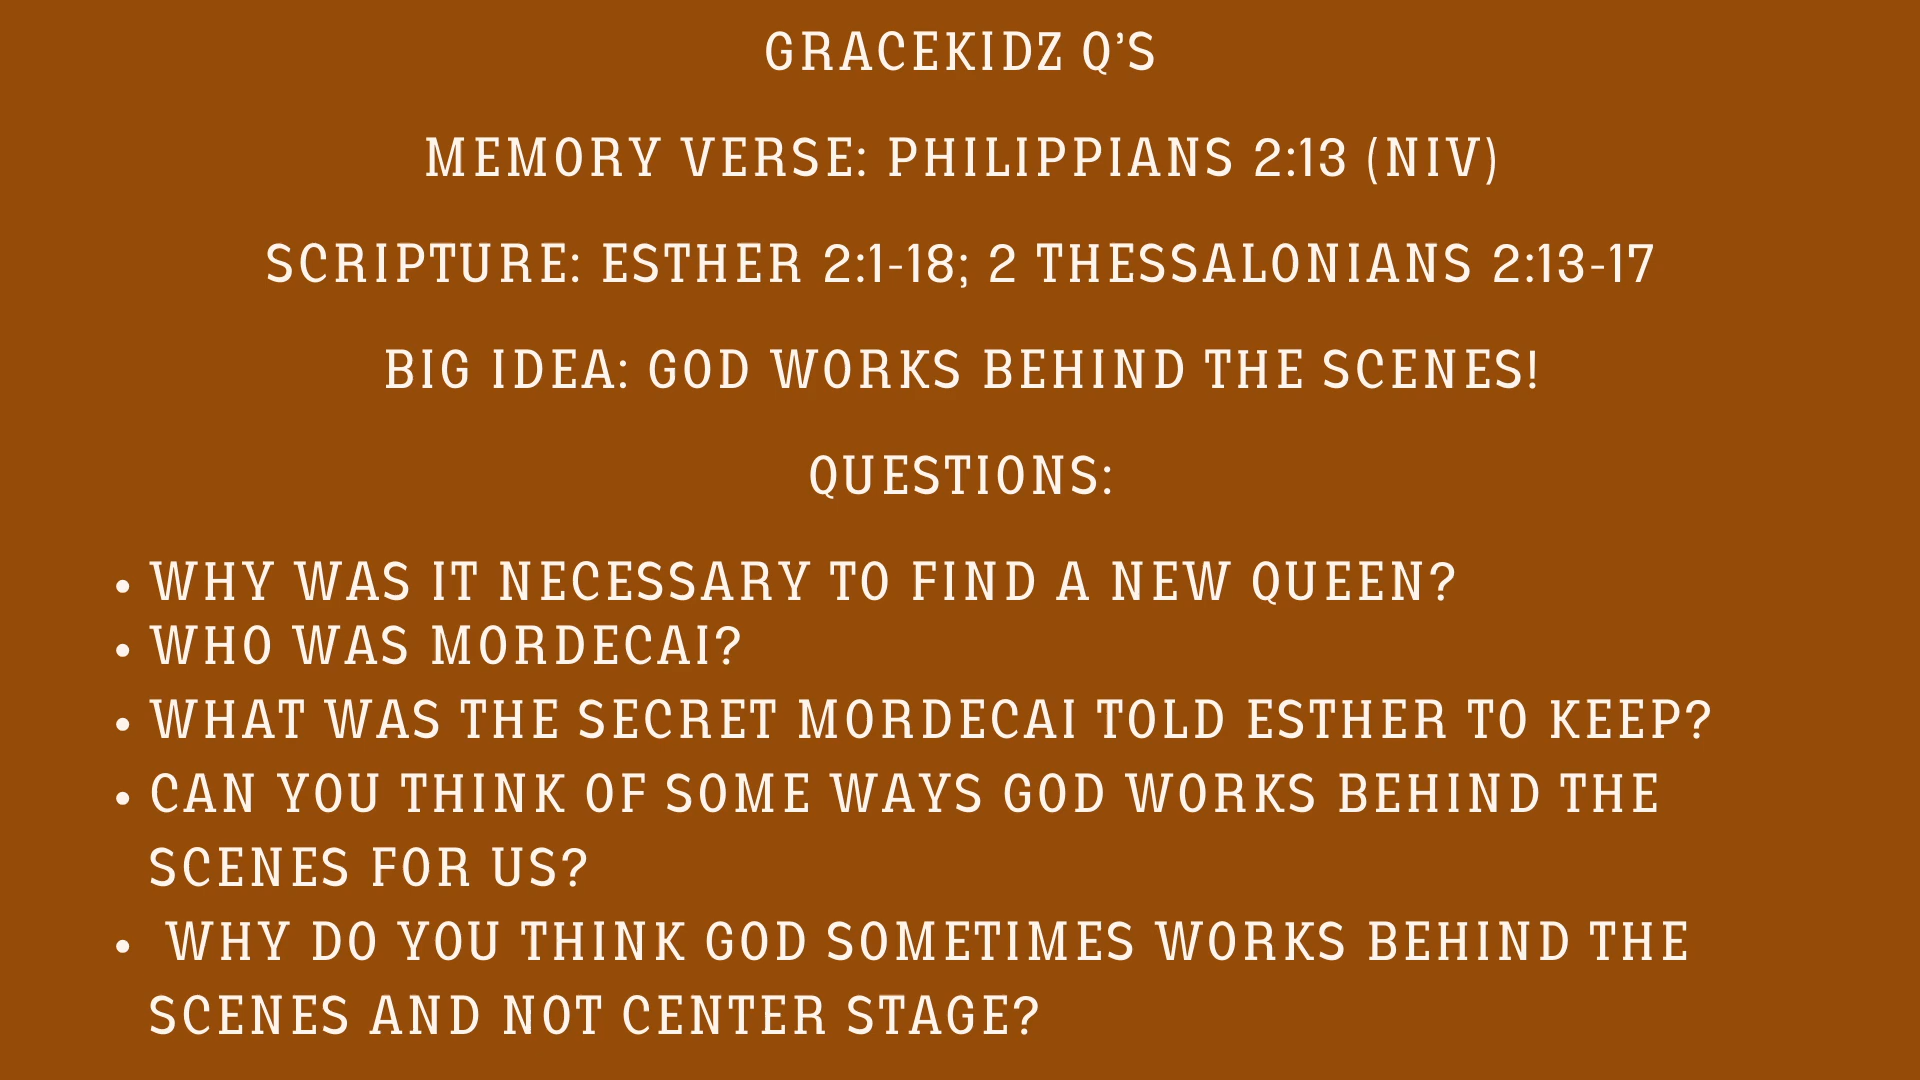 GRACEKIDZ Q’S
MEMORY VERSE: PHILIPPIANS 2:13 (NIV)
SCRIPTURE: ESTHER 2:1-18; 2 THESSALONIANS 2:13-17
BIG IDEA: GOD WORKS BEHIND THE SCENES!
QUESTIONS:
• WHY WAS IT NECESSARY TO FIND A NEW QUEEN?
• WHO WAS MORDECAI?
• WHAT WAS THE SECRET MORDECAI TOLD ESTHER TO KEEP?
• CAN YOU THINK OF SOME WAYS GOD WORKS BEHIND THE
SCENES FOR US?
• WHY DO YOU THINK GOD SOMETIMES WORKS BEHIND THE
SCENES AND NOT CENTER STAGE?